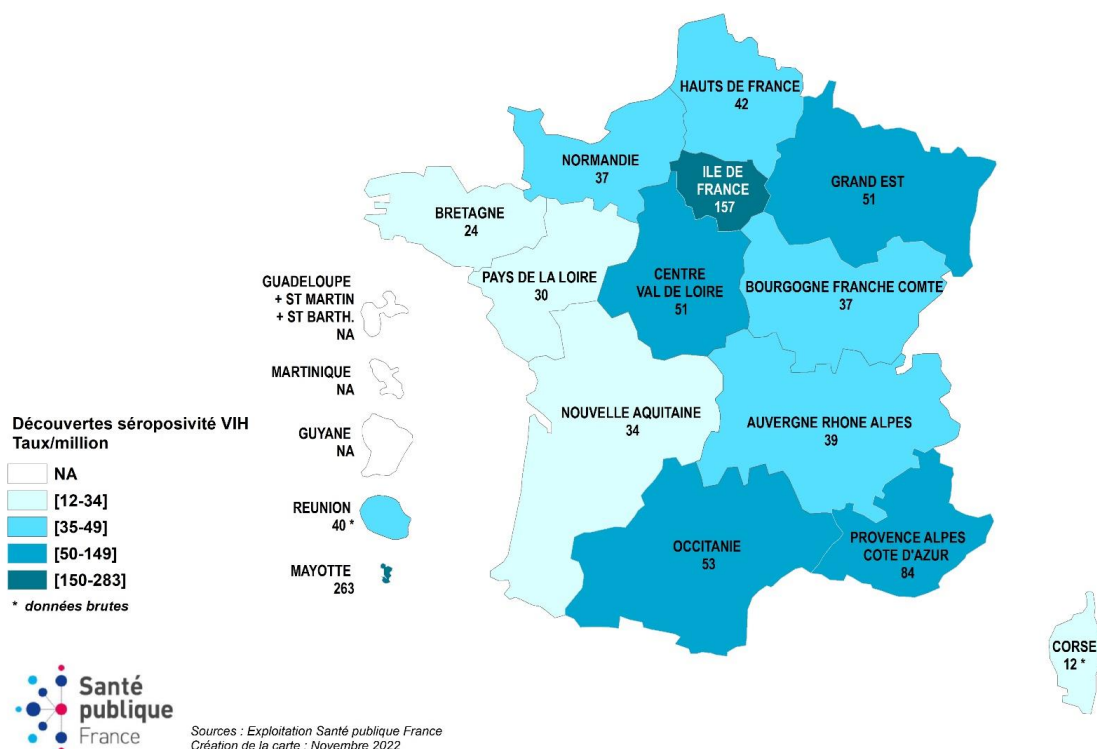 HAUTS DE FRANCE
42
NORMANDIE
37
ILE DE
FRANCE
157
GRAND EST
51
BRETAGNE
24
PAYS DE LA LOIRE
30
CENTRE
VAL DE LOIRE
51
BOURGOGNE FRANCHE COMTE
37
GUADELOUPE
+ ST MARTIN
+ ST BARTH.
NA
MARTINIQUE
NA
GUYANE
NA
REUNION
40 *
MAYOTTE
263
NOUVELLE AQUITAINE
34
AUVERGNE RHONE ALPES
39
OCCITANIE
53
PROVENCE ALPES
COTE D'AZUR
84
CORSE
12 *
Découvertes séroposivité VIH
Taux/million
NA
[12-34]
[35-49]
[50-149]
[150-283]
* données brutes
Santé
publique
France
Sources : Exploitation Santé publique France
Création de la carte : Novembre 2022